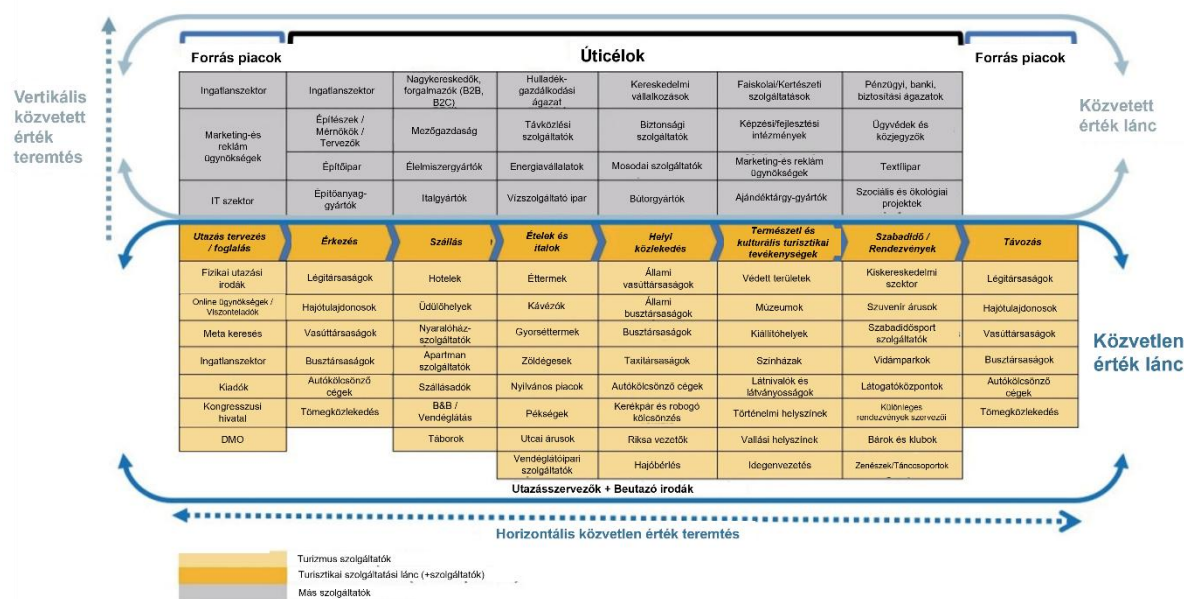 Forrás piacok
Úticélok
Forrás piacok
Vertikális
közvetett
érték
teremtés
Közvetett
érték lánc
Ingatlanszektor
Ingatlanszektor
Nagykereskedők,
forgalmazók (B2B,
B2C)
Hulladék-
gazdálkodási
ágazat
Kereskedelmi
vállalkozások
Faiskolai/Kertészeti
szolgáltatások
Pénzügyi, banki,
biztosítási ágazatok
Marketing-és
reklám
ügynökségek
Építészek /
Mérnökök /
Tervezők
Mezőgazdaság
Távközlési
szolgáltatások
Biztonsági
szolgáltatók
Képzési/fejlesztési
intézmények
Ügyvédek és
közjegyzők
Építőipar
Élelmiszergyártók
Energiavállalatok
Mosodai szolgáltatók
Marketing-és reklám
ügynökségek
Textilipar
IT szektor
Építőanyag-
gyártók
Italgyártók
Vízszolgáltató ipar
Bútorgyártók
Ajándéktárgy-gyártók
Szociális és ökológiai
projektek
Utazás tervezés
/ foglalás
Érkezés
Szállás
Ételek és
italok
Helyi
közlekedés
Természeti és
kulturális turisztikai
tevékenységek
Szabadidő /
Rendezvények
Távozás
Fizikai utazási
irodák
Légitársaságok
Hotelek
Éttermek
Állami
vasúttársaságok
Védett területek
Kiskereskedelmi
szektor
Légitársaságok
Online ügynökségek /
Viszonteladók
Hajótulajdonosok
Üdülőhelyek
Kávézók
Állami
busztársaságok
Múzeumok
Szuvenír árusok
Hajótulajdonosok
Meta keresés
Vasúttársaságok
Nyaralóház-
szolgáltatók
Gyorséttermek
Busztársaságok
Kiállítóhelyek
Szabadidősport
szolgáltatók
Vasúttársaságok
Ingatlanszektor
Busztársaságok
Apartman
szolgáltatók
Zöldégesek
Taxitársaságok
Színházak
Vidámparkok
Busztársaságok
Kiadók
Autókölcsönző
cégek
Szállásadók
Nyilvános piacok
Autókölcsönző cégek
Látnivalók és
látványosságok
Látogatóközpontok
Autókölcsönző
cégek
Kongresszusi
hivatal
Tömegközlekedés
B&B /
Vendéglátás
Pékségek
Kerékpár és robogó
kölcsönzés
Történelmi helyszínek
Különleges
rendezvények szervezői
Tömegközlekedés
DMO
Táborok
Utcai árusok
Riksa vezetők
Vallási helyszínek
Bárok és klubok
Vendéglátóipari
szolgáltatók
Hajóbérlés
Idegenvezetés
Zenészek/Tánccsoportok
Közvetlen
érték lánc
Utazásszervezők + Beutazó irodák
Horizontális közvetlen érték teremtés
Turizmus szolgáltatók
Turisztikai szolgáltatási lánc (+szolgáltatók)
Más szolgáltatók